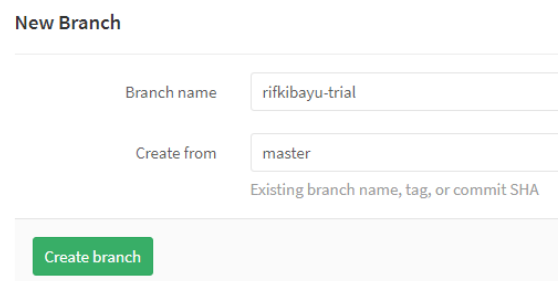 New Branch
Branch name
rifkibayu-trial
Create from
master
Existing branch name, tag, or commit SHA
Create branch